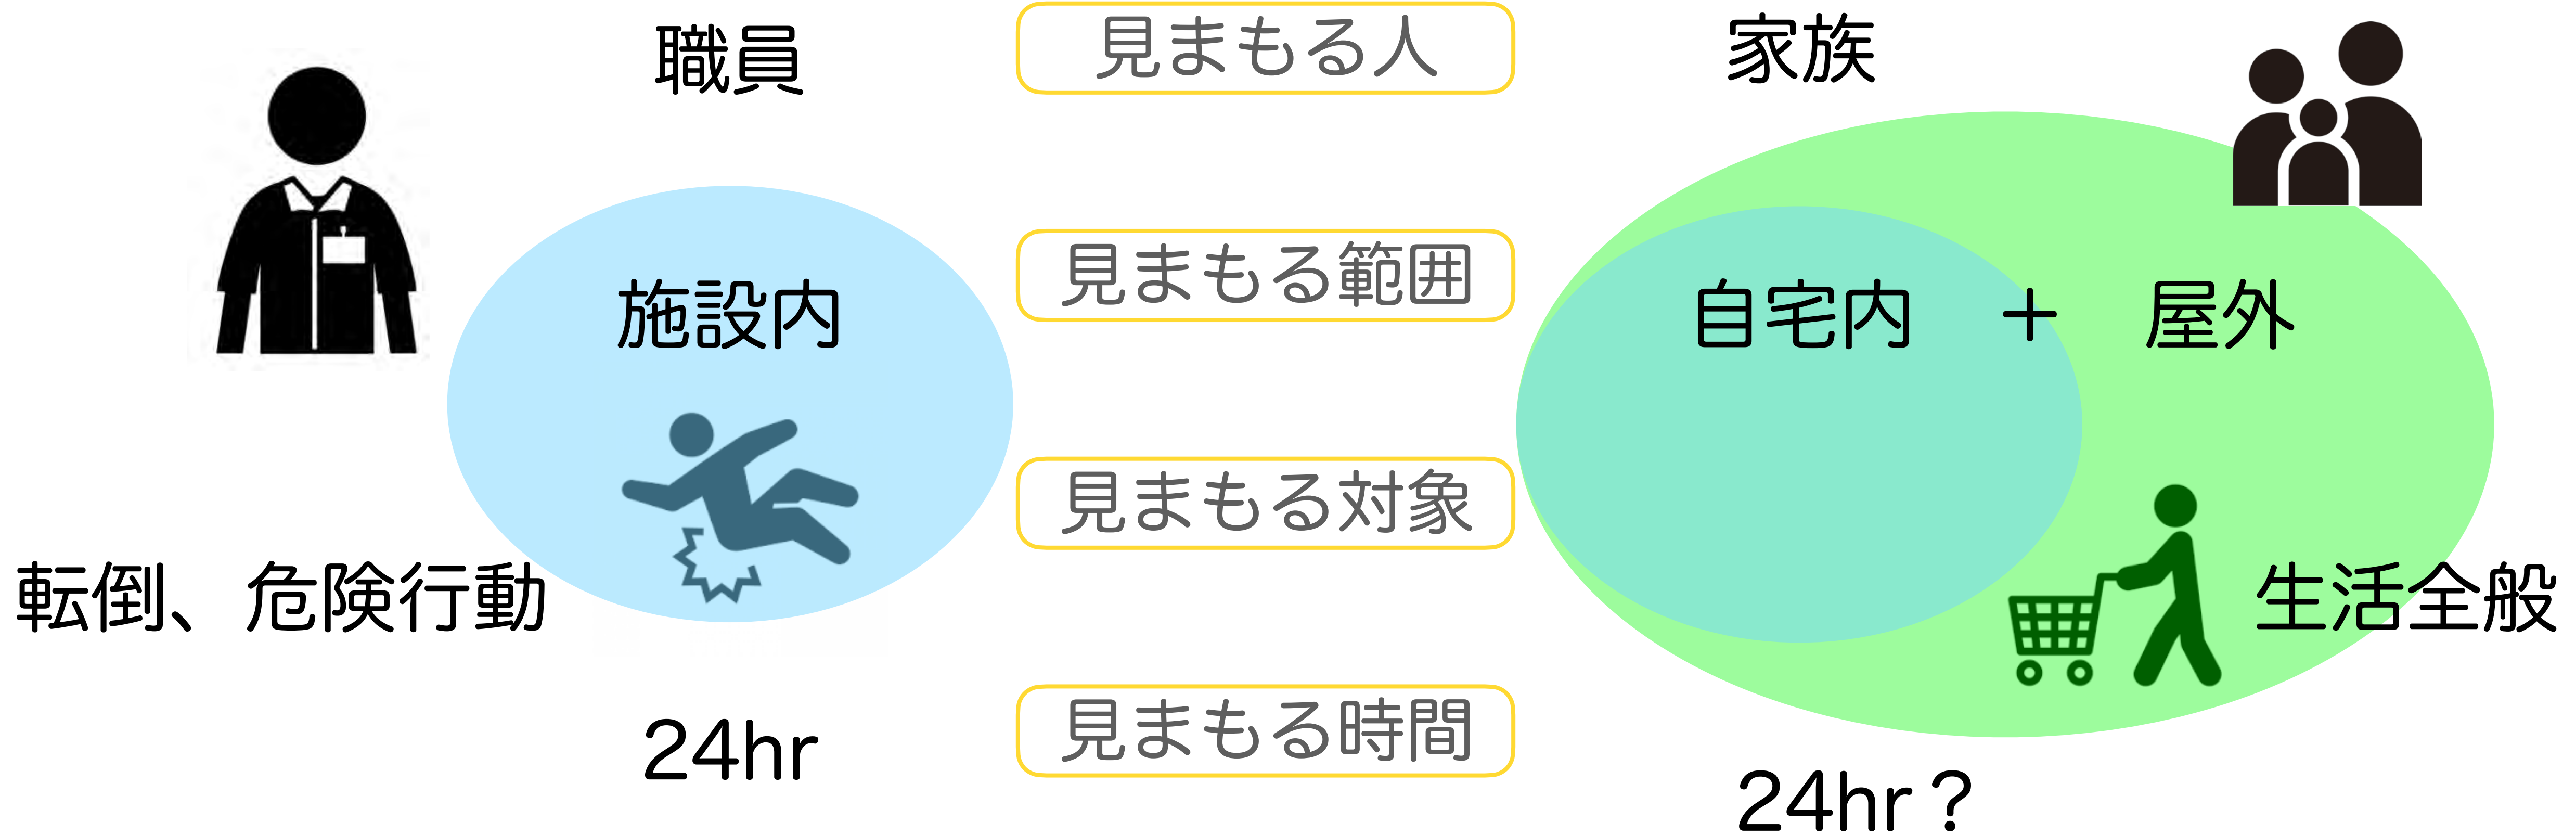 職員
見まもる人
家族
施設内
見まもる範囲
自宅内 + 屋外
転倒、危険行動
見まもる対象
生活全般
24hr
見まもる時間
24hr？